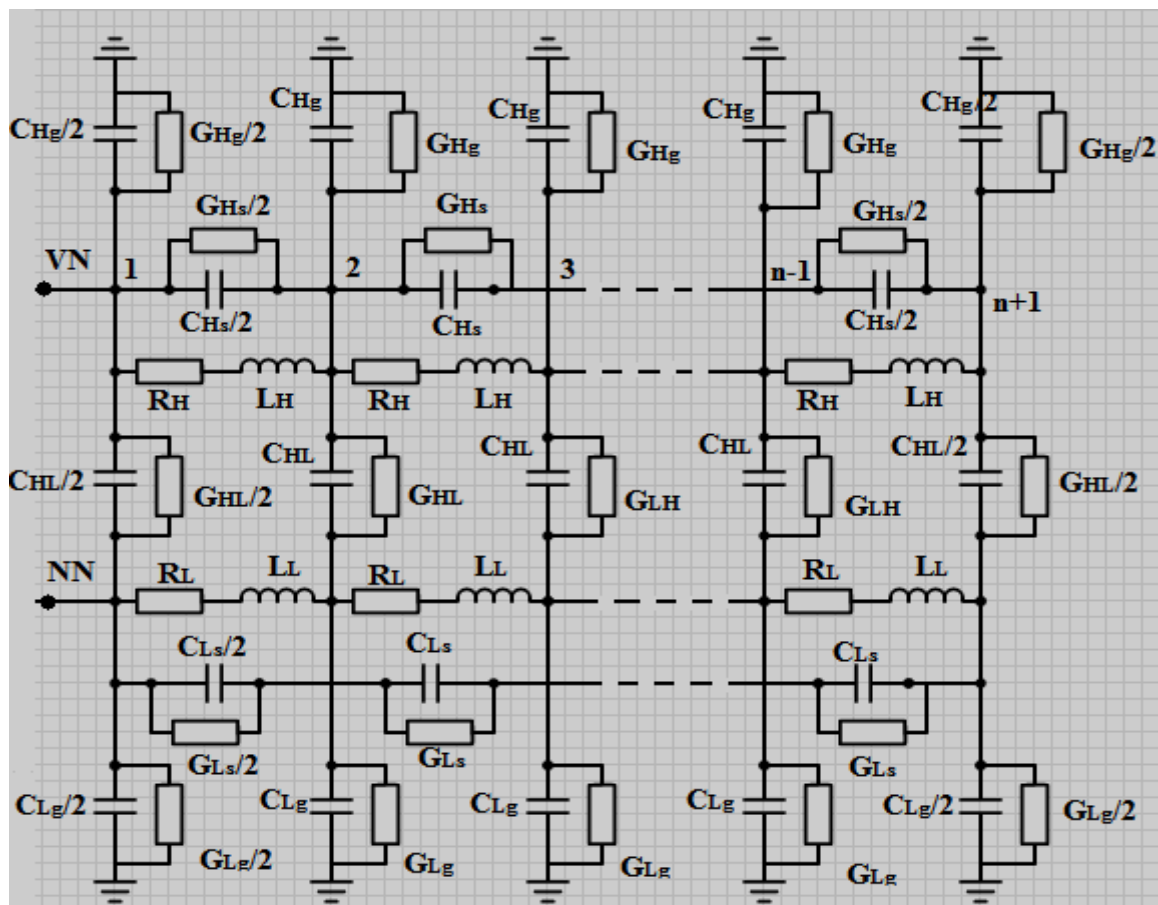 CHg/2 GHg/2 CHg GHg CHg GHg CHg GHg CHg/2 GHg/2
GHs/2 GHs GHs/2
VN 1 2 3 n-1 n+1
CHs/2 CHs CHs/2
RH LH RH LH RH LH
CHL/2 GHL/2 CHL GHL CHL GLH CHL GLH CHL/2 GHL/2
NN RL LL RL LL RL LL
CLs/2 CLs CLs
GLs/2 GLs GLs
CLg/2 GLg/2 CLg GLg CLg GLg CLg GLg CLg/2 GLg/2